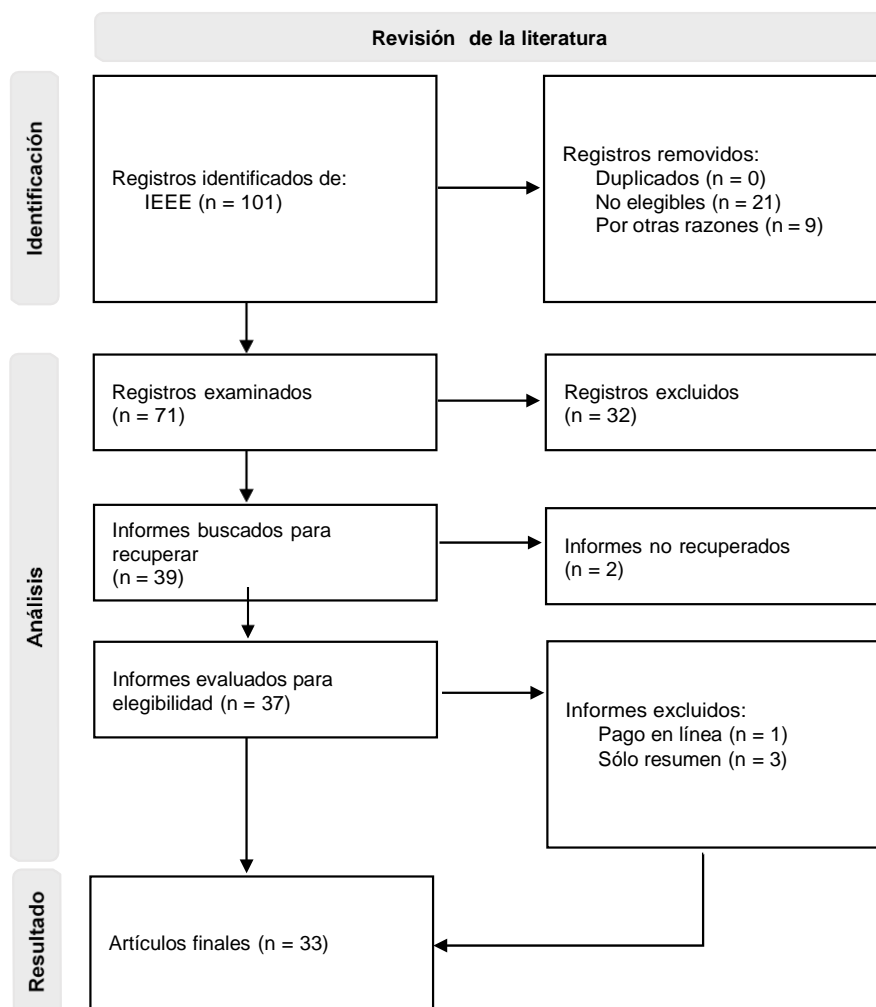 Revisión de la literatura
Identificación
Registros identificados de:
IEEE (n = 101)
Registros removidos:
Duplicados (n = 0)
No elegibles (n = 21)
Por otras razones (n = 9)
Análisis
Registros examinados
(n = 71)
Registros excluidos
(n = 32)
Informes buscados para
recuperar
(n = 39)
Informes no recuperados
(n = 2)
Informes evaluados para
elegibilidad (n = 37)
Informes excluidos:
Pago en línea (n = 1)
Sólo resumen (n = 3)
Resultado
Artículos finales (n = 33)